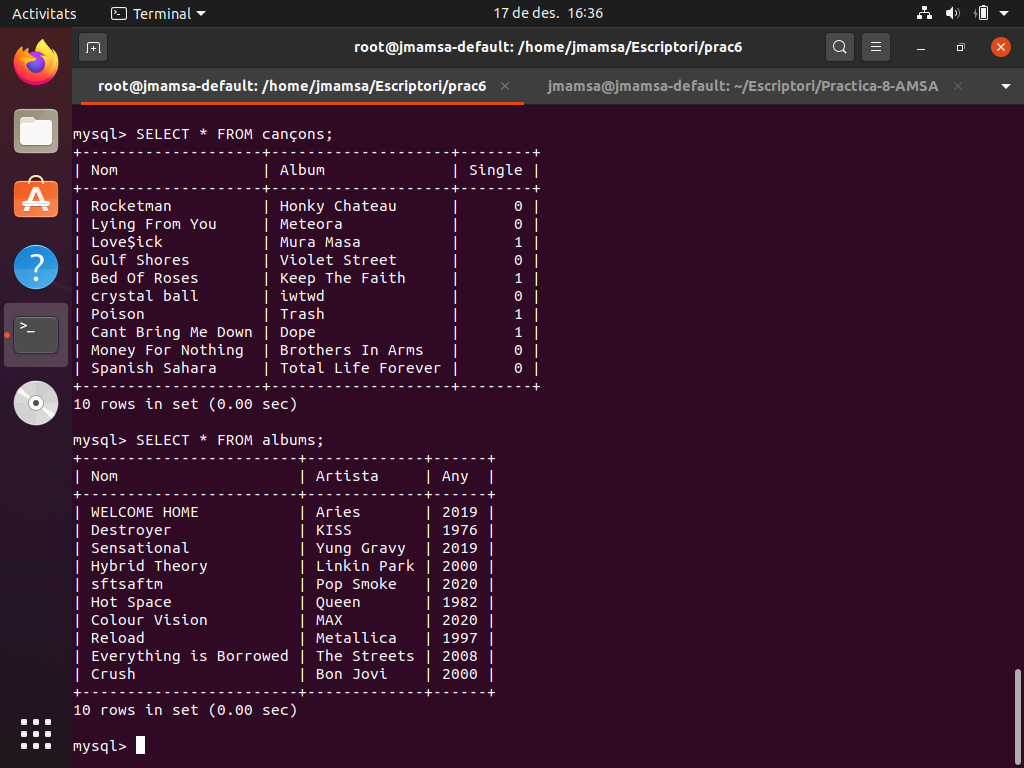 Activitats Terminal 17 de des. 16:36
root@jmamsa-default: /home/jmamsa/Escriptori/prac6
root@jmamsa-default: /home/jmamsa/Escriptori/prac6 × jmamsa@jmamsa-default: ~/Escriptori/Practica-8-AMSA ×
mysql> SELECT * FROM cançons;
+--------------------+--------------------+--------+
| Nom                | Album              | Single |
+--------------------+--------------------+--------+
| Rocketman          | Honky Chateau      |      0 |
| Lying From You     | Meteora            |      0 |
| Love$ick           | Mura Masa          |      1 |
| Gulf Shores        | Violet Street      |      0 |
| Bed Of Roses       | Keep The Faith     |      1 |
| crystal ball       | iwtwd              |      0 |
| Poison             | Trash              |      1 |
| Cant Bring Me Down | Dope               |      1 |
| Money For Nothing  | Brothers In Arms   |      0 |
| Spanish Sahara     | Total Life Forever |      0 |
+--------------------+--------------------+--------+
10 rows in set (0.00 sec)
mysql> SELECT * FROM albums;
+------------------------+-------------+------+
| Nom                    | Artista     | Any  |
+------------------------+-------------+------+
| WELCOME HOME           | Aries       | 2019 |
| Destroyer              | KISS        | 1976 |
| Sensational            | Yung Gravy  | 2019 |
| Hybrid Theory          | Linkin Park | 2000 |
| sftsaftm               | Pop Smoke   | 2020 |
| Hot Space              | Queen       | 1982 |
| Colour Vision          | MAX         | 2020 |
| Reload                 | Metallica   | 1997 |
| Everything is Borrowed | The Streets | 2008 |
| Crush                  | Bon Jovi    | 2000 |
+------------------------+-------------+------+
10 rows in set (0.00 sec)
mysql>